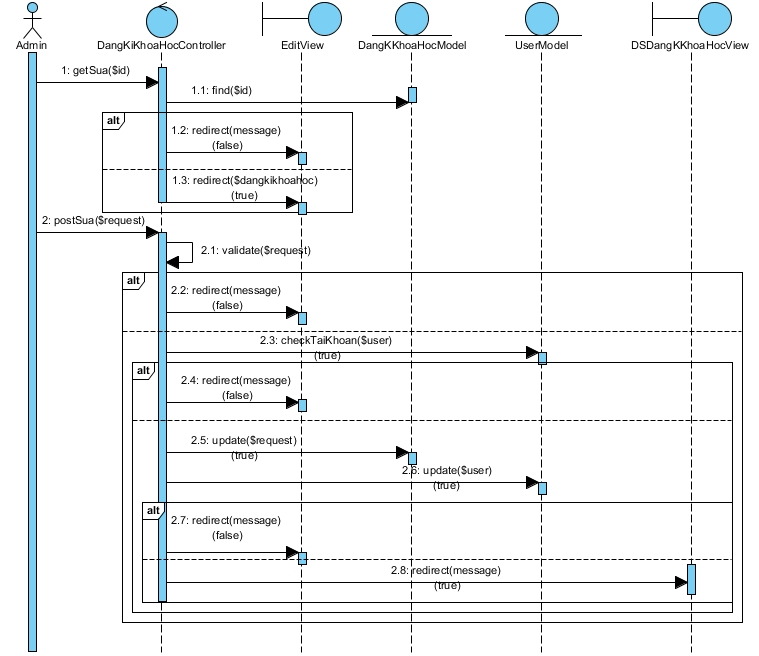 Admin
DangKiKhoaHocController
EditView
DangKKhoaHocModel
UserModel
DSDangKKhoaHocView
1: getSua($id)
1.1: find($id)
alt
1.2: redirect(message)
(false)
1.3: redirect($dangkikhoahoc)
(true)
2: postSua($request)
2.1: validate($request)
alt
2.2: redirect(message)
(false)
2.3: checkTaiKhoan($user)
(true)
alt
2.4: redirect(message)
(false)
2.5: update($request)
(true)
2.6: update($user)
(true)
alt
2.7: redirect(message)
(false)
2.8: redirect(message)
(true)